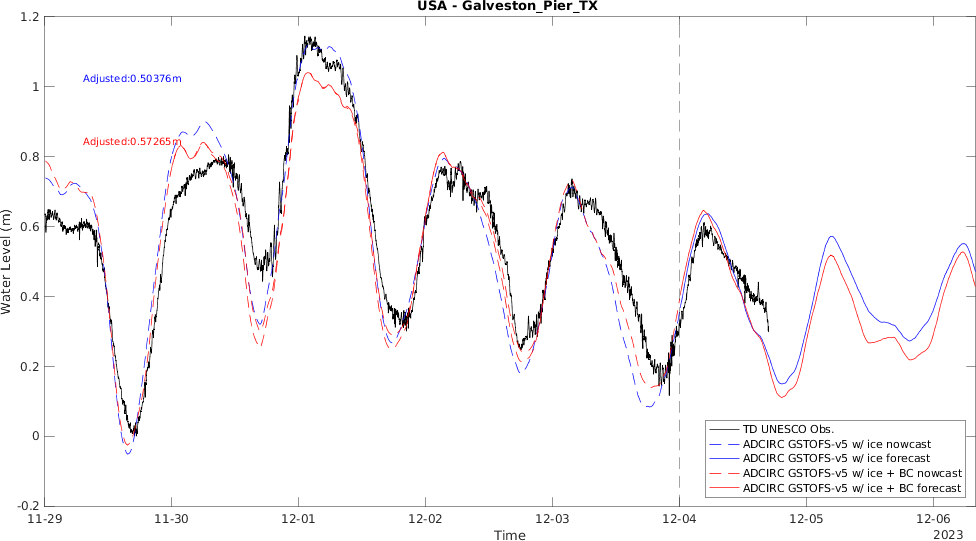 USA - Galveston_Pier_TX
1.2
1
0.8
0.6
0.4
0.2
0
-0.2
Water Level (m)
Adjusted:0.50376m
Adjusted:0.57265m
TD UNESCO Obs.
ADCIRC GSTOFS-v5 w/ ice nowcast
ADCIRC GSTOFS-v5 w/ ice forecast
ADCIRC GSTOFS-v5 w/ ice + BC nowcast
ADCIRC GSTOFS-v5 w/ ice + BC forecast
11-29 11-30 12-01 12-02 12-03 12-04 12-05 12-06
Time
2023